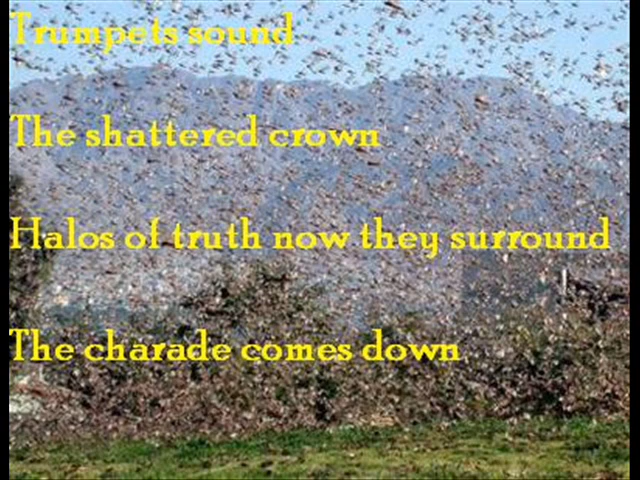 Trumpets sound
The shattered crown
Halos of truth now they surround
The charade comes down